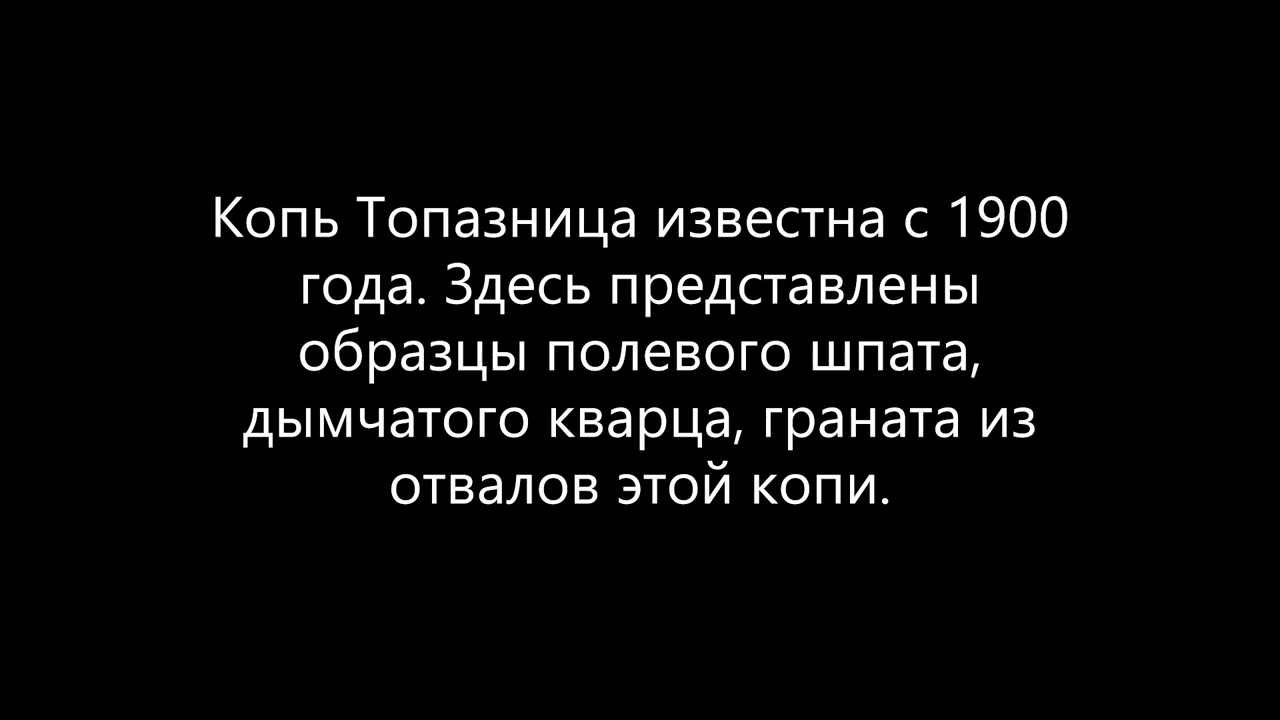 Копь Топазница известна с 1900
года. Здесь представлены
образцы полевого шпата,
дымчатого кварца, граната из
отвалов этой копи.